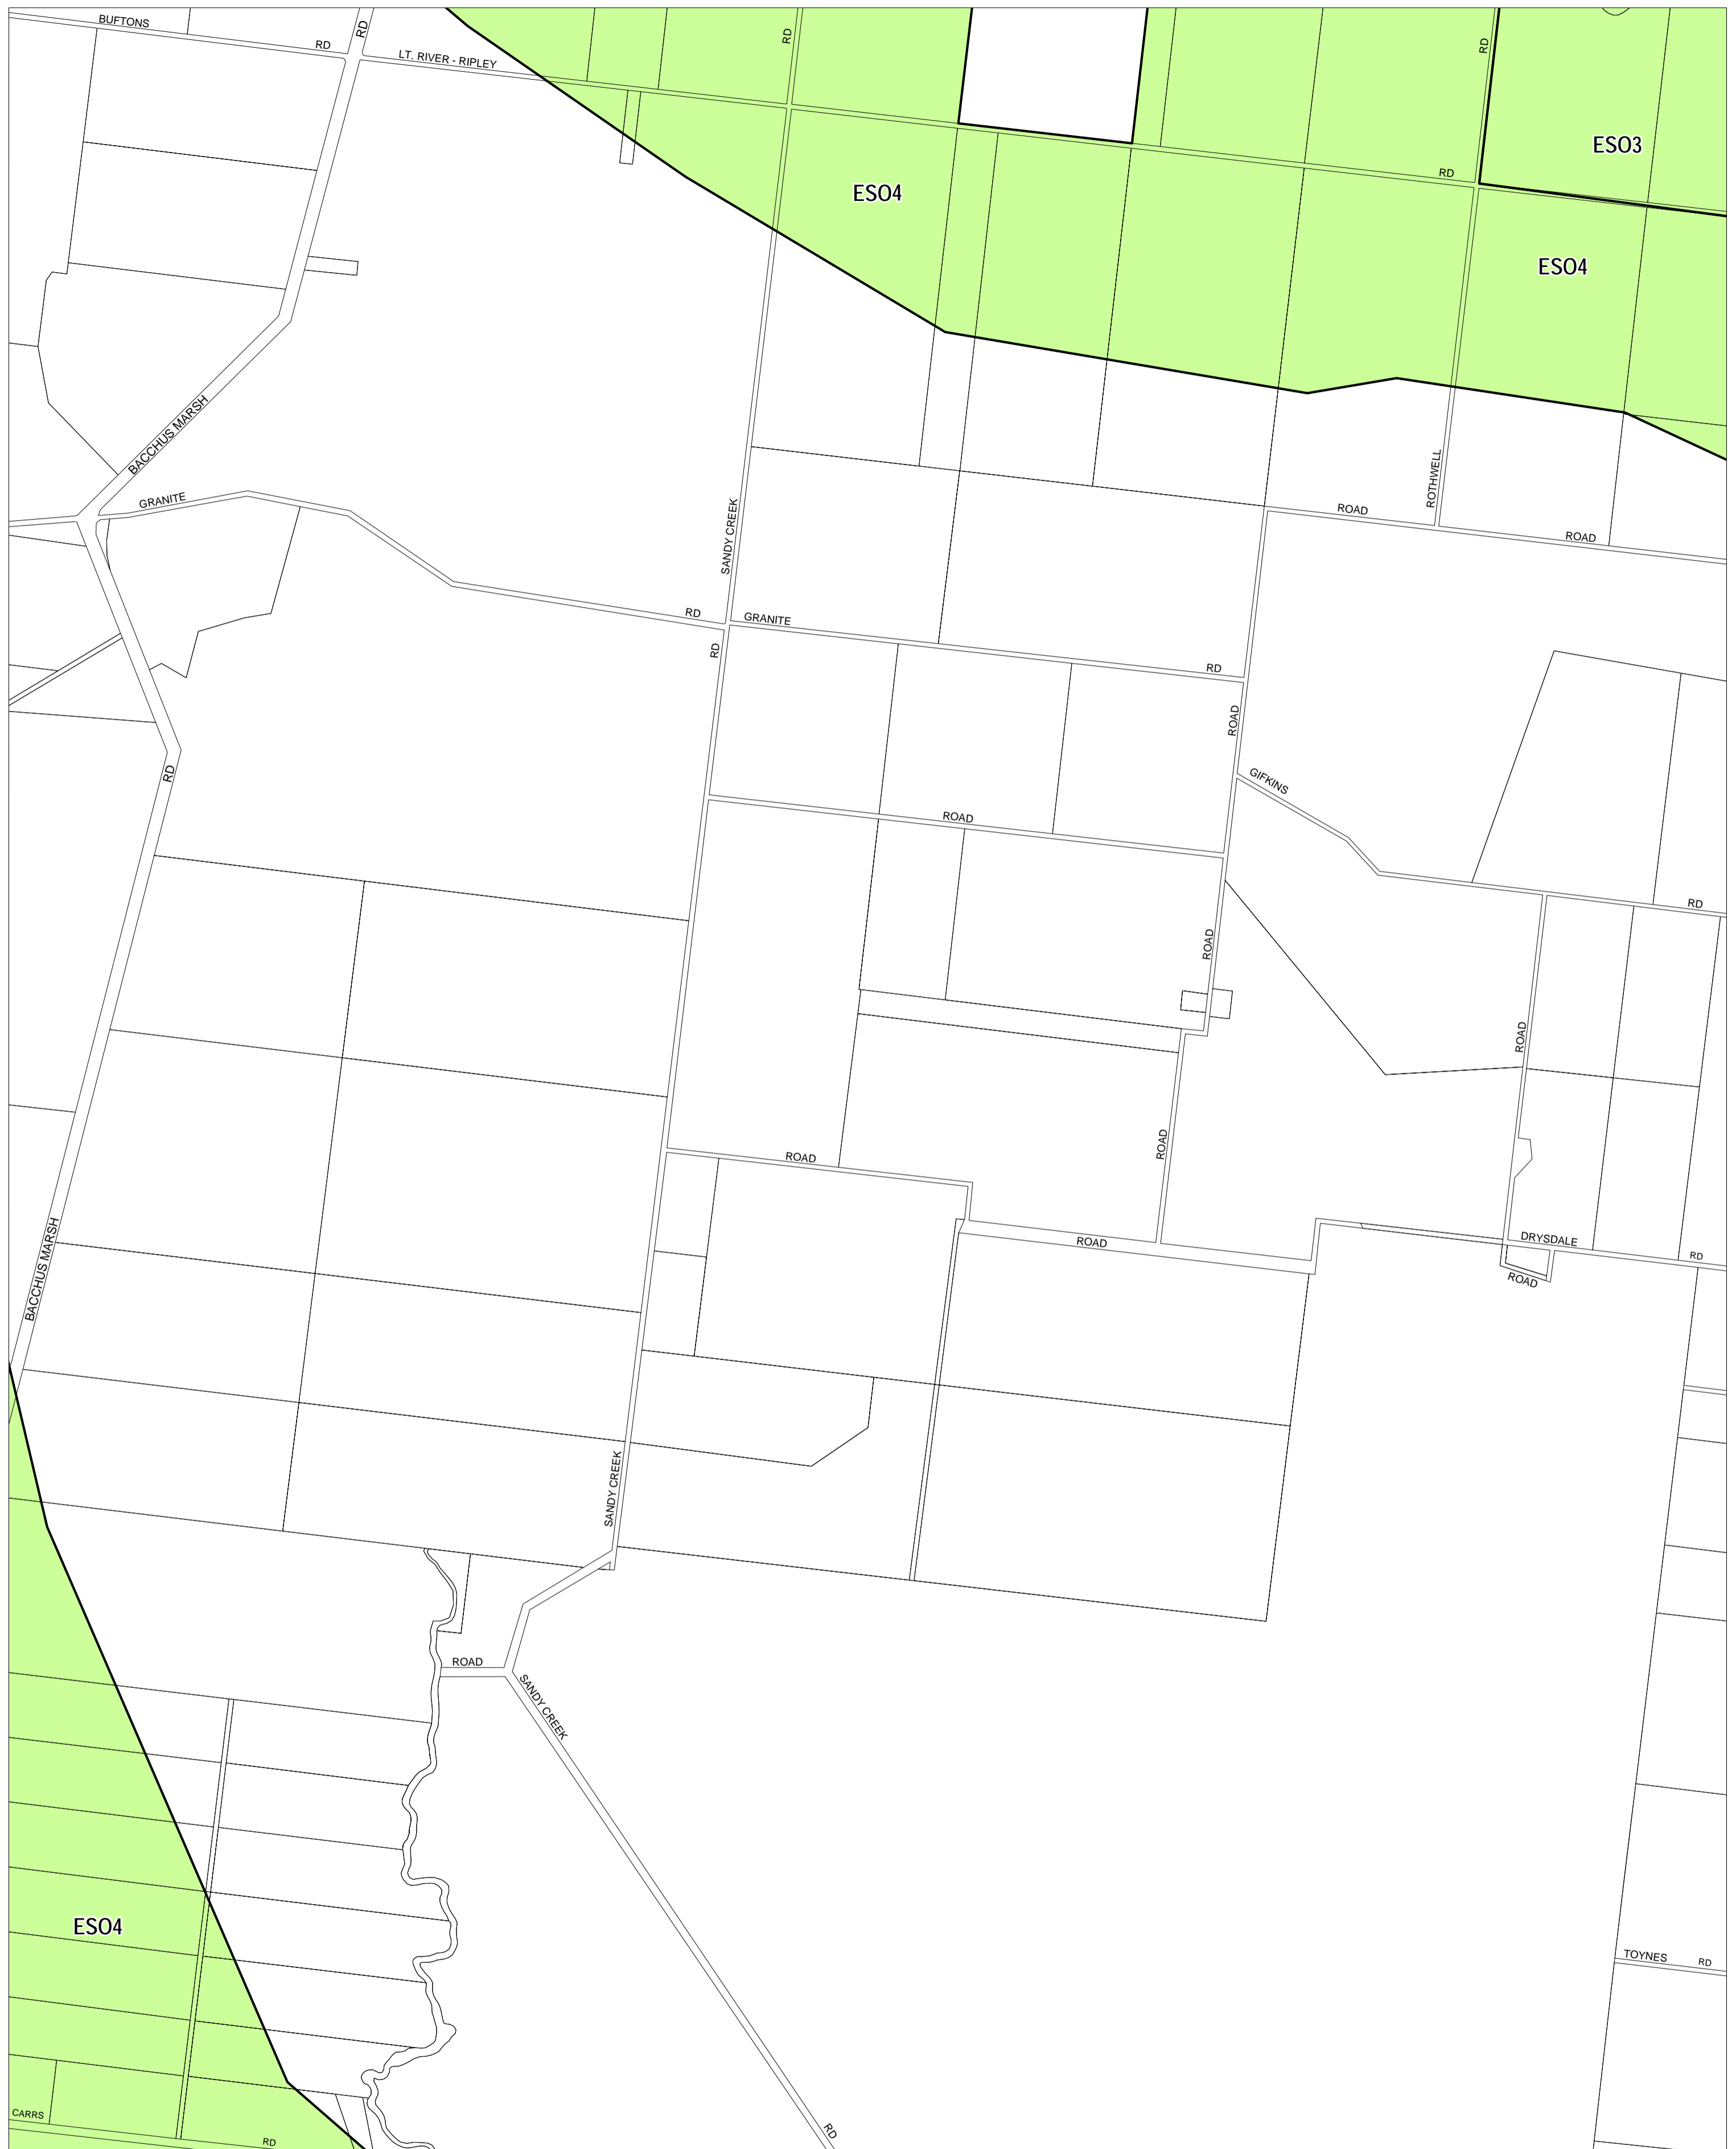 BUFTONS
RD
RD
LT. RIVER - RIPLEY
RD
RD
ESO3
RD
ESO4
ESO4
BACCHUS MARSH
GRANITE
ROTHWELL
SANDY CREEK
ROAD
ROAD
RD
GRANITE
RD
RD
ROAD
RD
GIFKINS
ROAD
RD
ROAD
ROAD
ROAD
ROAD
BACCHUS MARSH
ROAD
DRYSDALE
RD
ROAD
SANDY CREEK
ROAD
SANDY CREEK
ESO4
TOYNES RD
CARRS
RD
RD